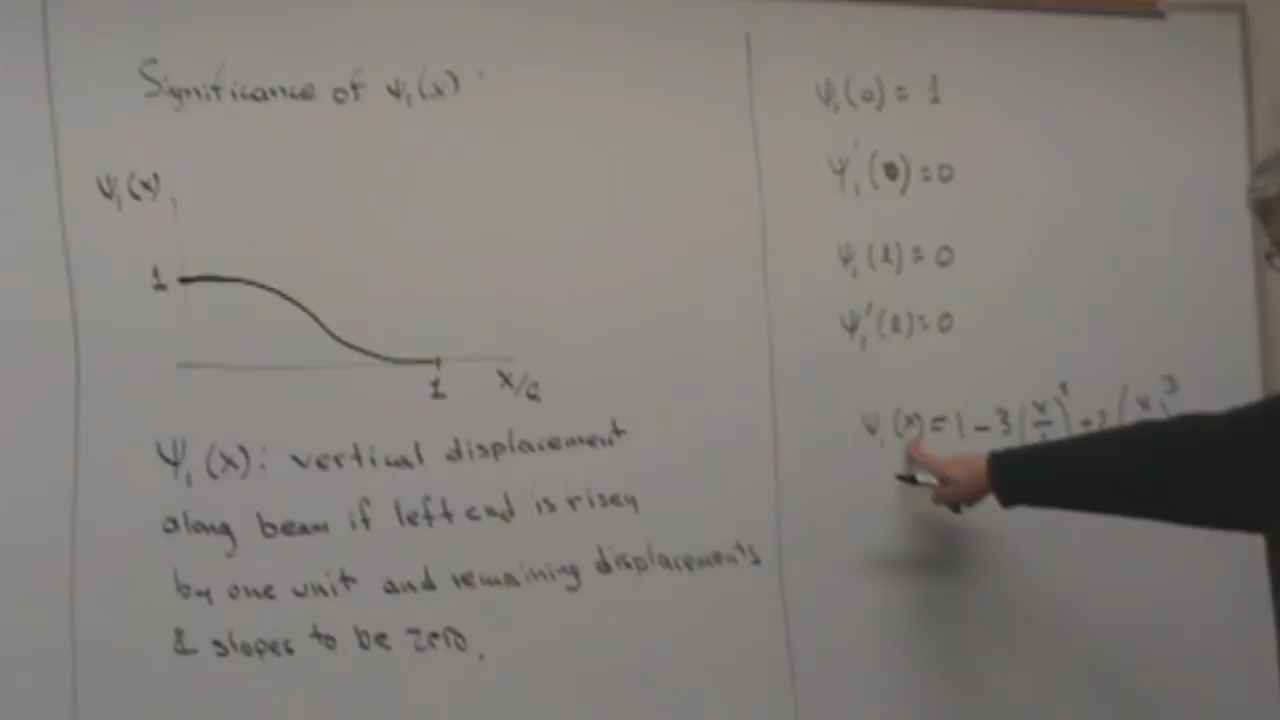 Significance of ψ₁(x):
ψ₁(x)
1
1
x/l
ψ₁(x): vertical displacement
along beam if left end is risen
by one unit and remaining displacements
& slopes to be zero.
ψ₁(0) = 1
ψ₁'(0) = 0
ψ₁(l) = 0
ψ₁'(l) = 0
ψ₁(x) = 1 - 3(x/l)² + 2(x)³